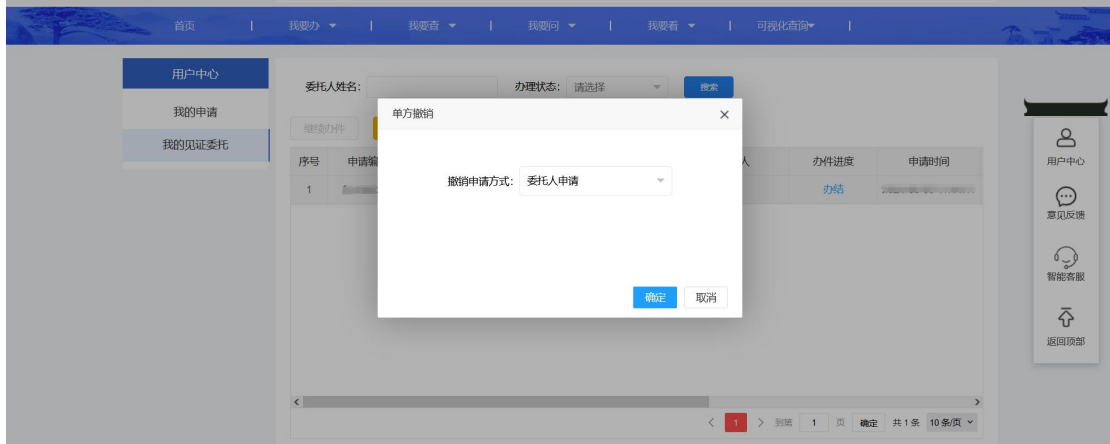 首页 | 我要办 | 我要查 | 我要问 | 我要看 | 可视化查询 |
用户中心
我的申请
我的见证委托
委托人姓名: 办理状态: 请选择 搜索
继续办件
单方撤销 ×
序号 申请编 人 办件进度 申请时间
1 办结
撤销申请方式: 委托人申请
确定 取消
用户中心
意见反馈
智能客服
返回顶部
< 1 > 到第 1 页 确定 共1条 10条/页